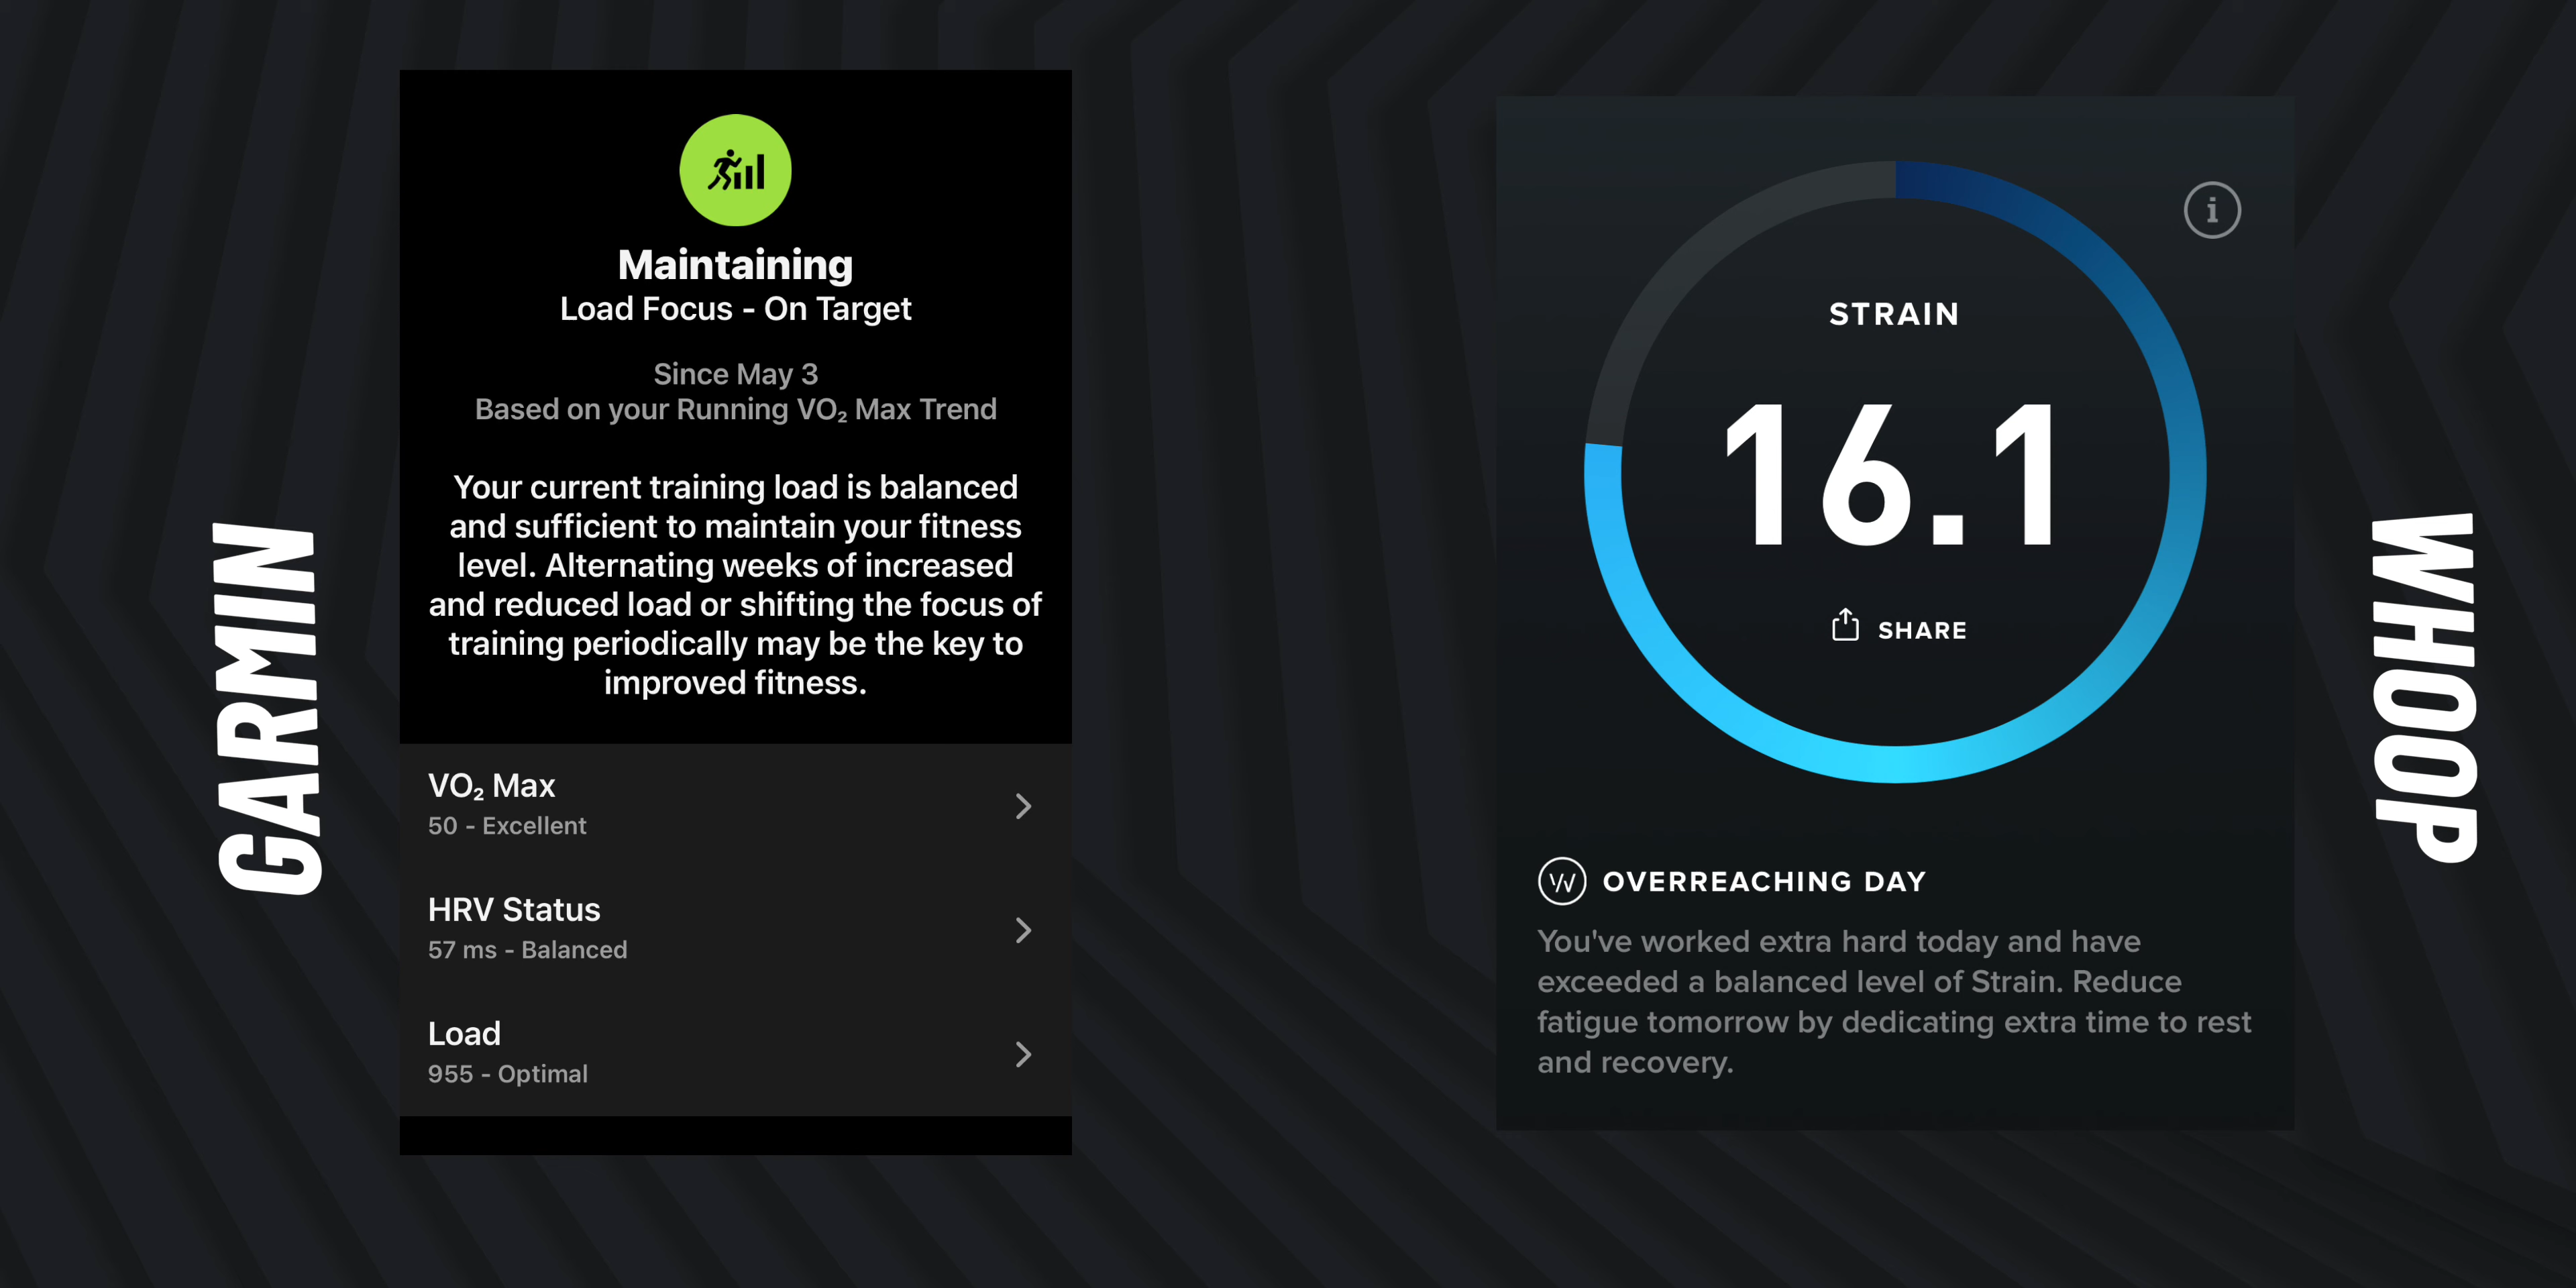 GARMIN
Maintaining
Load Focus - On Target
Since May 3
Based on your Running VO₂ Max Trend
Your current training load is balanced
and sufficient to maintain your fitness
level. Alternating weeks of increased
and reduced load or shifting the focus of
training periodically may be the key to
improved fitness.
VO₂ Max
50 - Excellent
HRV Status
57 ms - Balanced
Load
955 - Optimal
i
STRAIN
16.1
SHARE
W OVERREACHING DAY
You've worked extra hard today and have
exceeded a balanced level of Strain. Reduce
fatigue tomorrow by dedicating extra time to rest
and recovery.
WHOOP